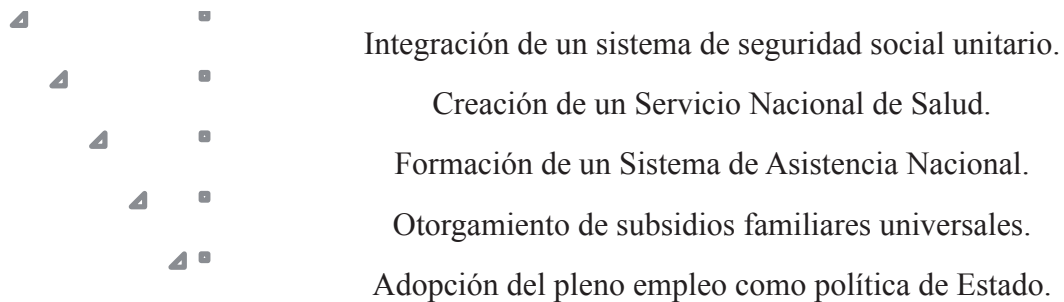 Integración de un sistema de seguridad social unitario.
Creación de un Servicio Nacional de Salud.
Formación de un Sistema de Asistencia Nacional.
Otorgamiento de subsidios familiares universales.
Adopción del pleno empleo como política de Estado.